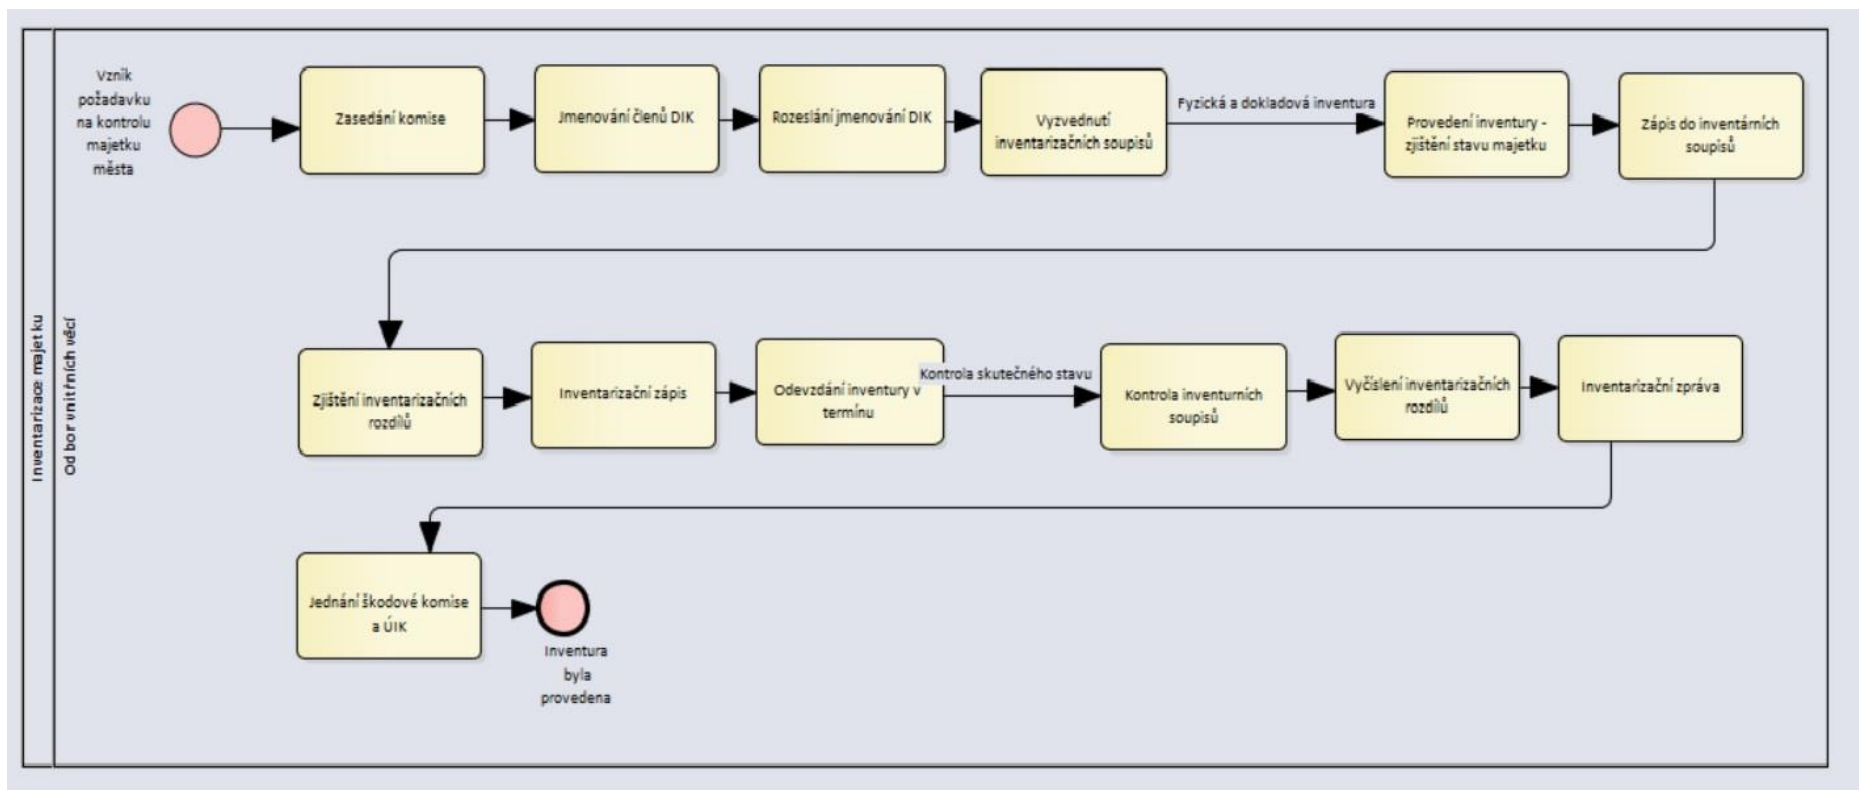 Inventarizace majetku
Odbor vnitřních věcí
Vznik
požadavku
na kontrolu
majetku
města
Zasedání komise
Jmenování členů DIK
Rozeslání jmenování DIK
Vyzvednutí
inventarizačních soupisů
Fyzická a dokladová inventura
Provedení inventury -
zjištění stavu majetku
Zápis do inventárních
soupisů
Zjištění inventarizačních
rozdílů
Inventarizační zápis
Odevzdání inventury v
termínu
Kontrola skutečného stavu
Kontrola inventurních
soupisů
Vyčíslení inventarizačních
rozdílů
Inventarizační zpráva
Jednání škodové komise
a ÚIK
Inventura
byla
provedena